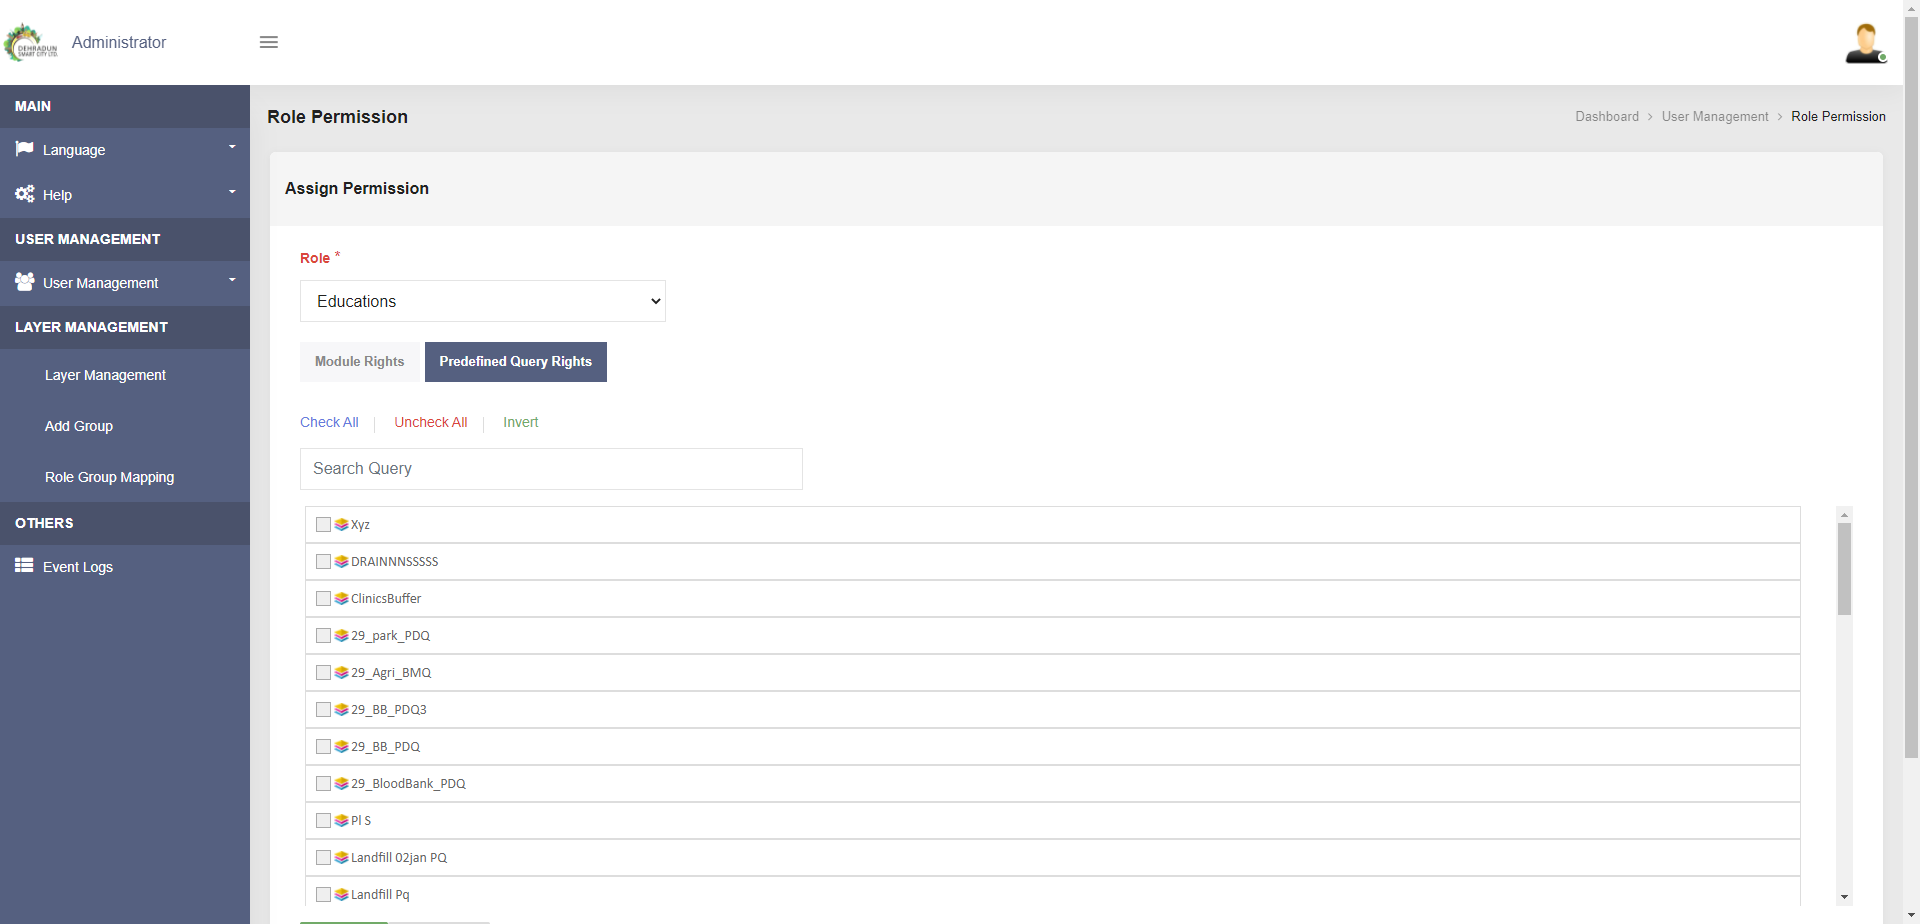 DEHRADUN
SMART CITY LTD.
Administrator
MAIN
Language
Help
USER MANAGEMENT
User Management
LAYER MANAGEMENT
Layer Management
Add Group
Role Group Mapping
OTHERS
Event Logs
Role Permission
Dashboard > User Management > Role Permission
Assign Permission
Role *
Educations
Module Rights Predefined Query Rights
Check All Uncheck All Invert
Search Query
Xyz
DRAINNNSSSSS
ClinicsBuffer
29_park_PDQ
29_Agri_BMQ
29_BB_PDQ3
29_BB_PDQ
29_BloodBank_PDQ
Pl S
Landfill 02jan PQ
Landfill Pq